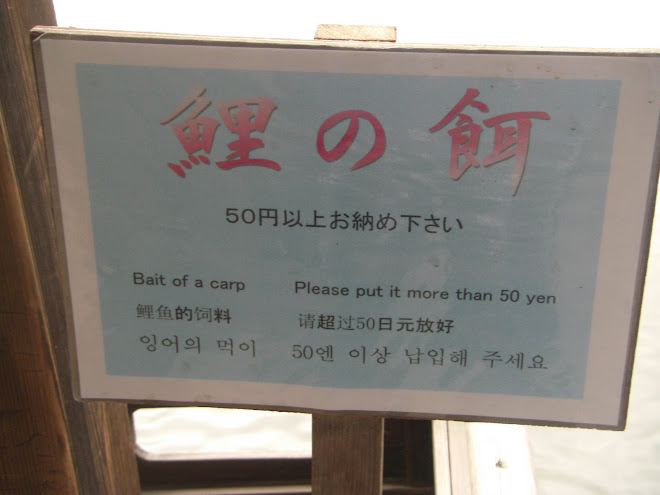 鯉の餌
50円以上お納め下さい
Bait of a carp Please put it more than 50 yen
鲤鱼的饲料 请超过50日元放好
잉어의 먹이 50엔 이상 납입해 주세요